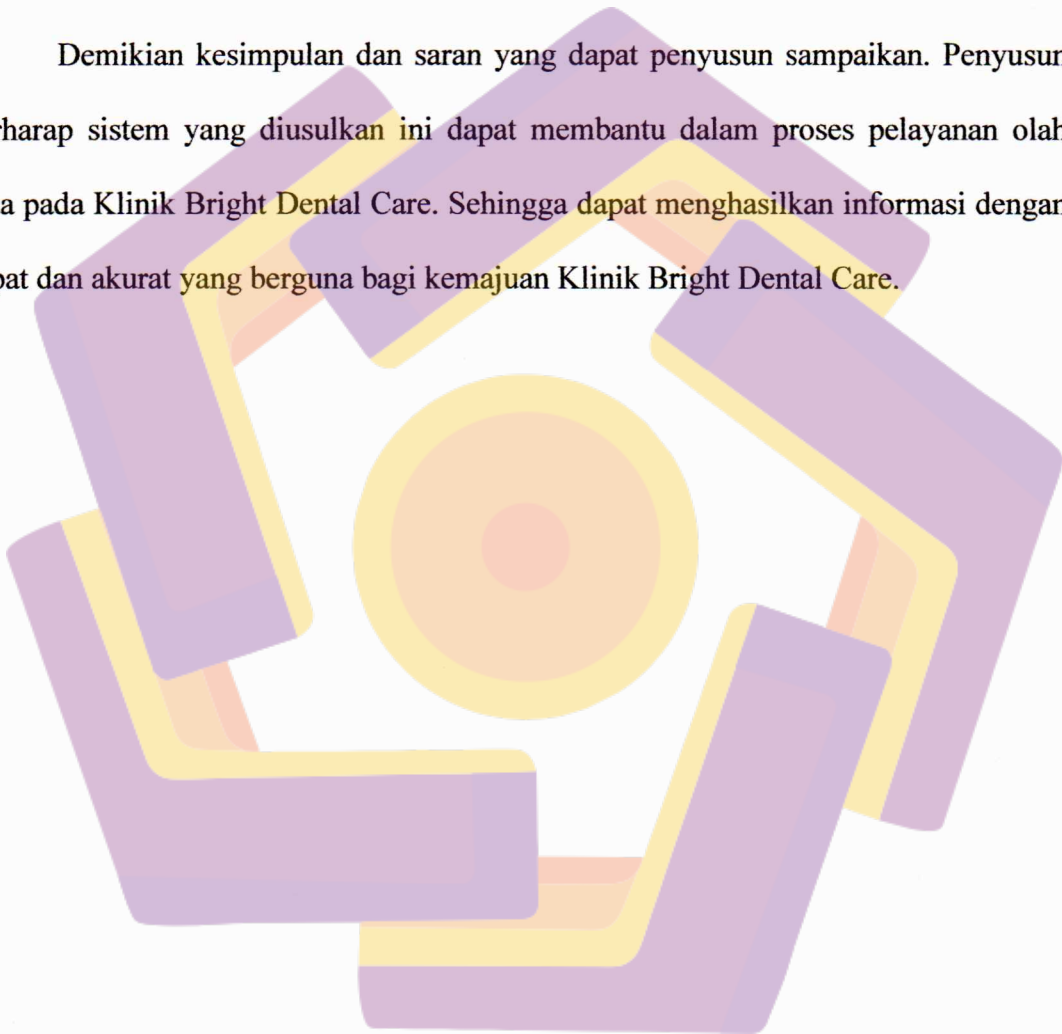 Demikian kesimpulan dan saran yang dapat penyusun sampaikan. Penyusun
rharap sistem yang diusulkan ini dapat membantu dalam proses pelayanan olah
a pada Klinik Bright Dental Care. Sehingga dapat menghasilkan informasi dengan
pat dan akurat yang berguna bagi kemajuan Klinik Bright Dental Care.